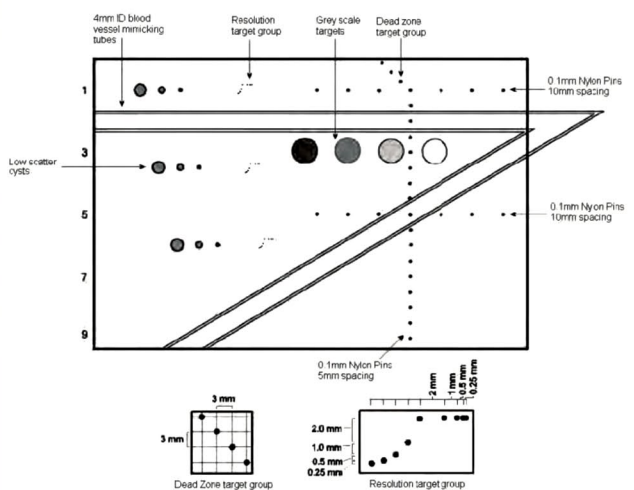 4mm ID blood
vessel mimicking
tubes
Resolution
target group
Grey scale
targets
Dead zone
target group
0.1mm Nylon Pins
10mm spacing
1
3
5
7
9
Low scatter
cysts
0.1mm Nyon Pins
10mm spacing
0.1mm Nylon Pins
5mm spacing
3 mm
3 mm
Dead Zone target group
2 mm
1 mm
0.5 mm
0.25 mm
2.0 mm
1.0 mm
0.5 mm
0.25 mm
Resolution target group